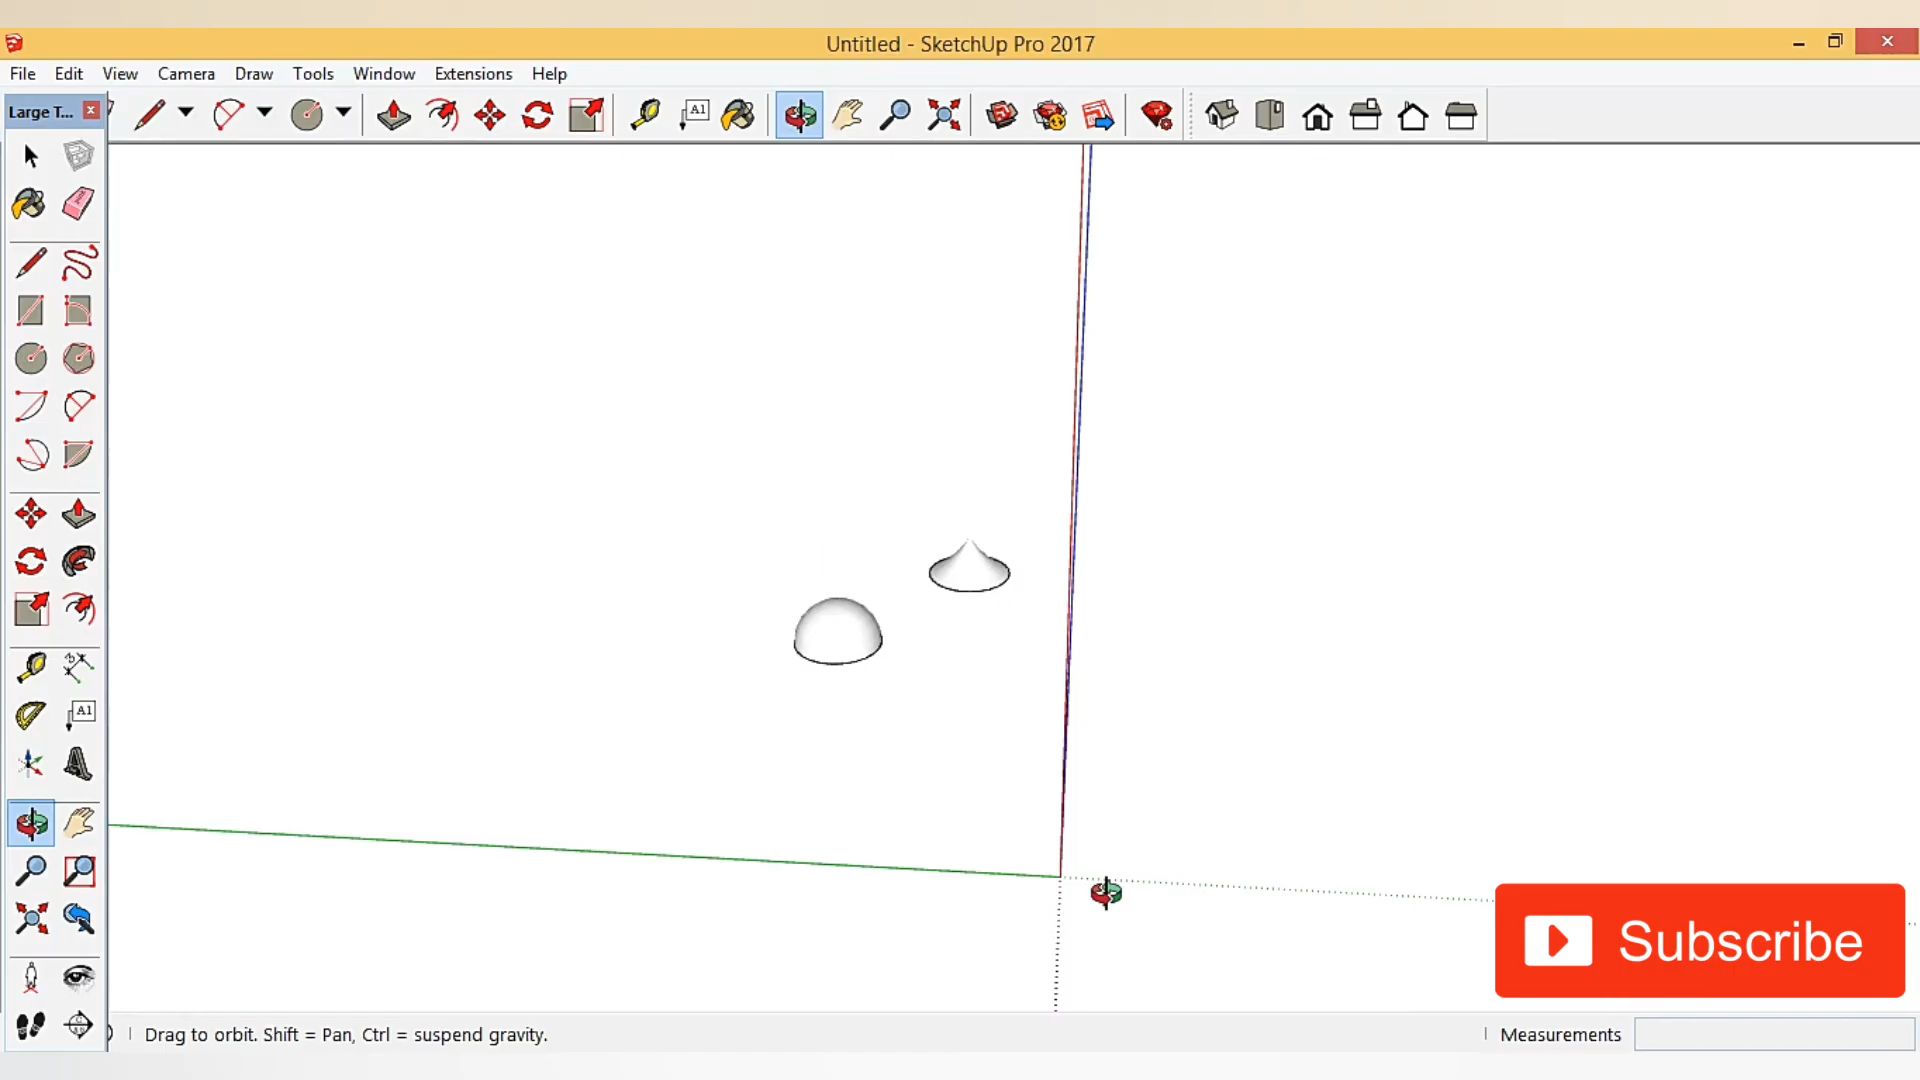 Untitled - SketchUp Pro 2017
File Edit View Camera Draw Tools Window Extensions Help
Large T...
A1
A1
Subscribe
Drag to orbit. Shift = Pan, Ctrl = suspend gravity.
Measurements